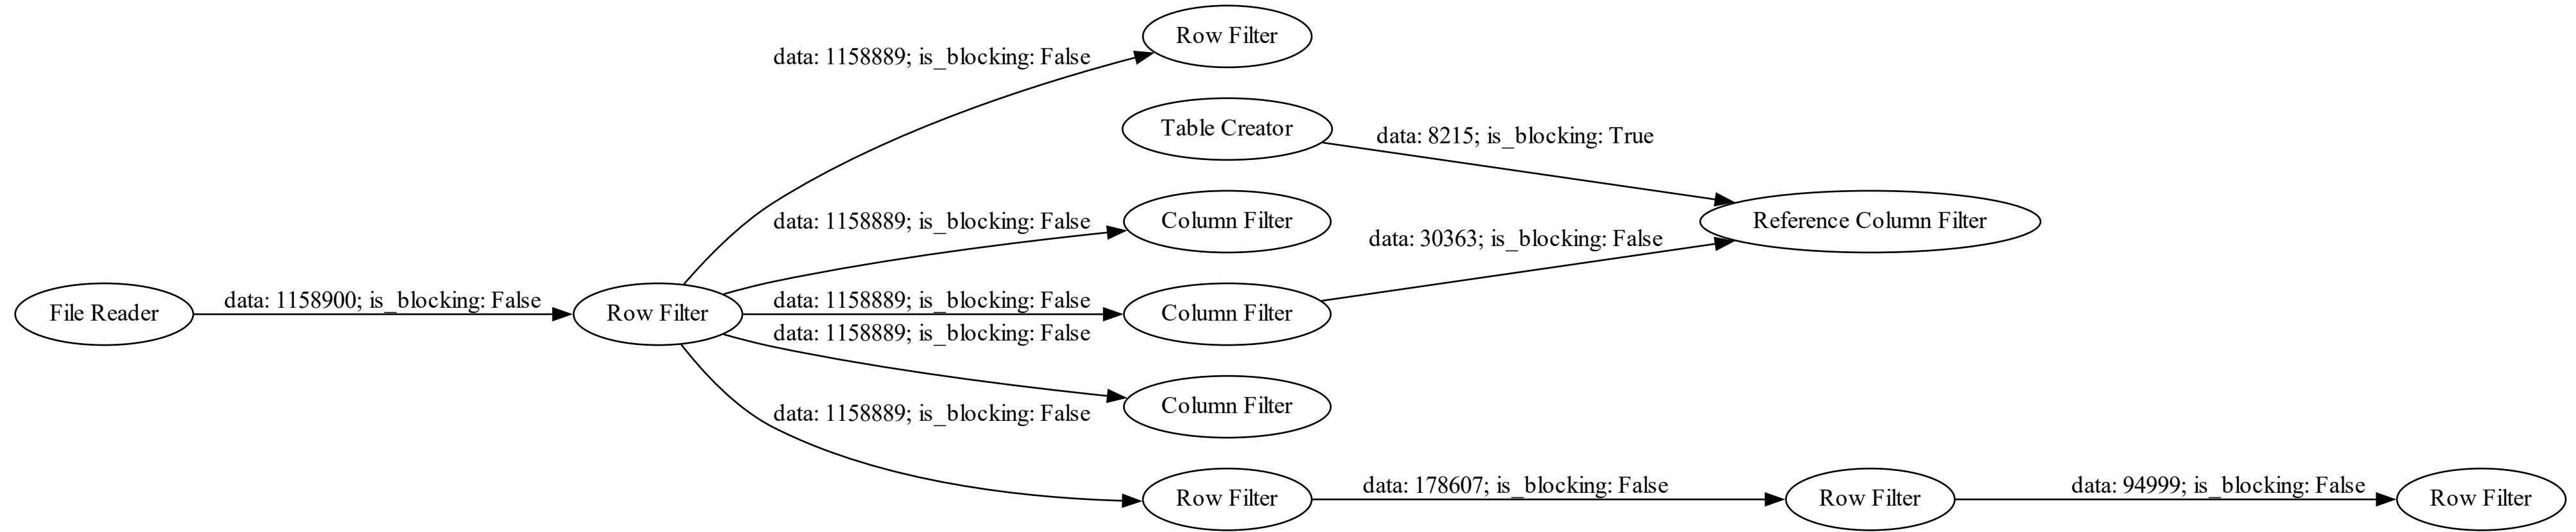 Row Filter
data: 1158889; is_blocking: False
Table Creator
data: 8215; is_blocking: True
data: 1158889; is_blocking: False
Column Filter
Reference Column Filter
data: 30363; is_blocking: False
File Reader
data: 1158900; is_blocking: False
Row Filter
data: 1158889; is_blocking: False
Column Filter
data: 1158889; is_blocking: False
Column Filter
data: 1158889; is_blocking: False
Row Filter
data: 178607; is_blocking: False
Row Filter
data: 94999; is_blocking: False
Row Filter